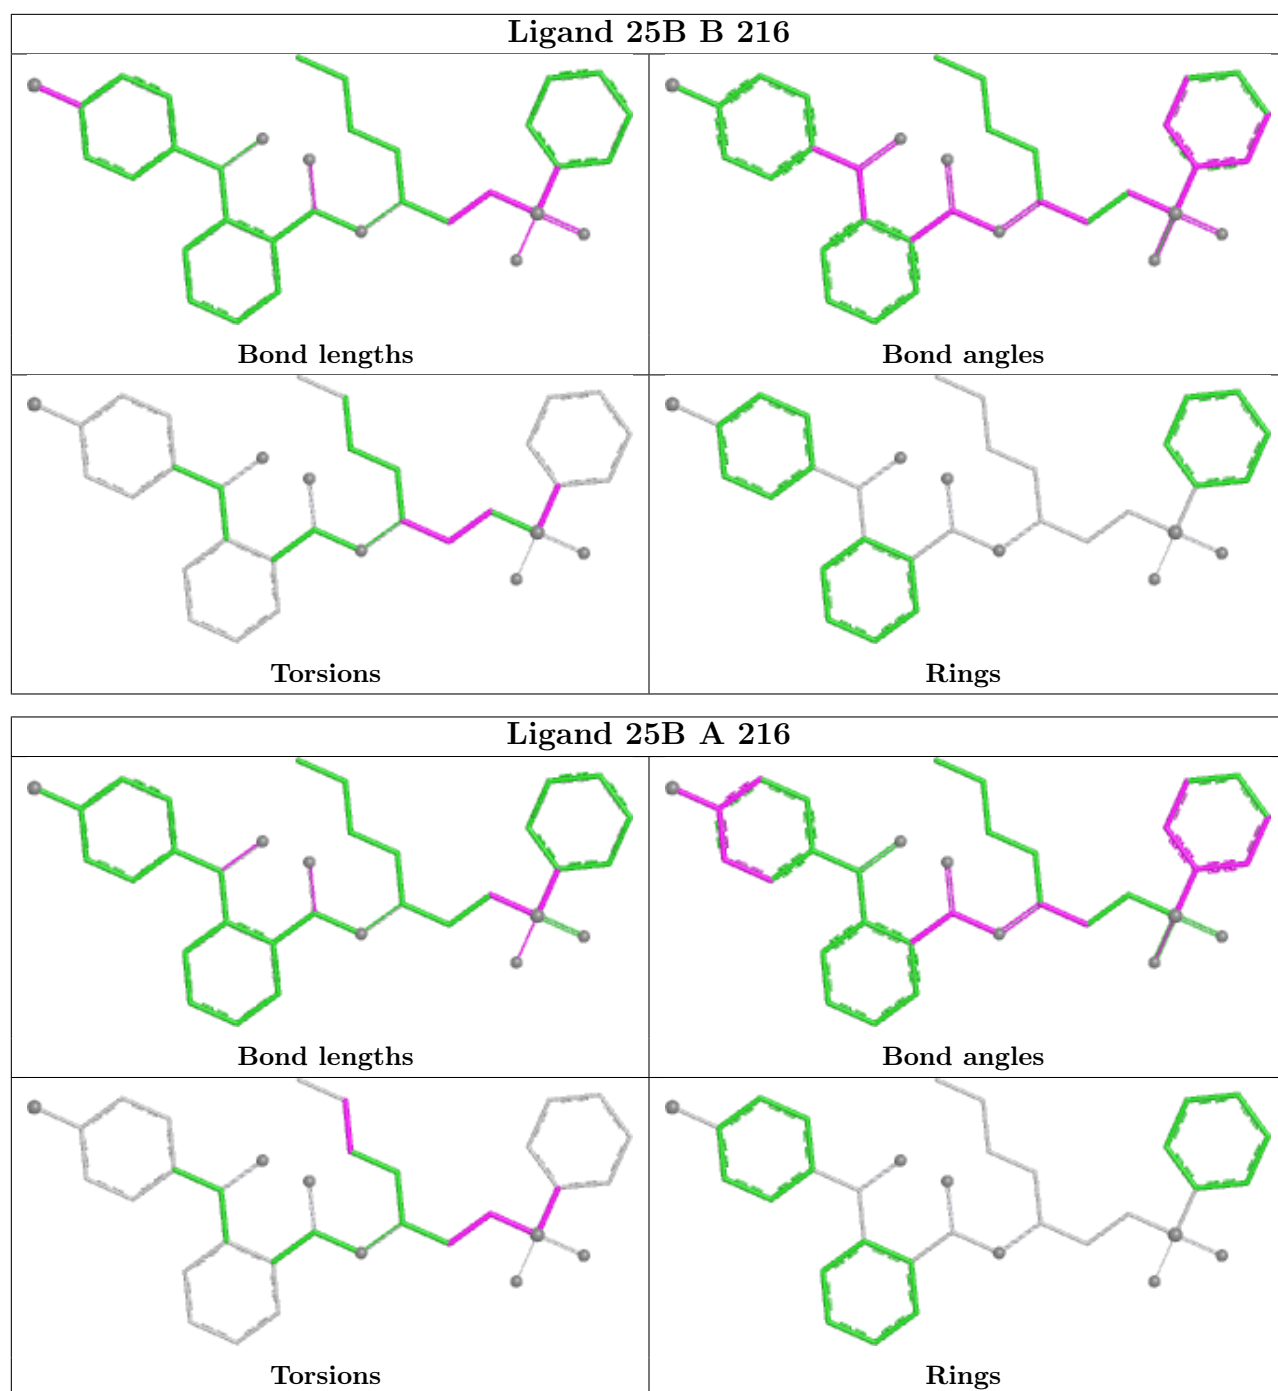 Ligand 25B B 216
Bond lengths
Bond angles
Torsions
Rings
Ligand 25B A 216
Bond lengths
Bond angles
Torsions
Rings